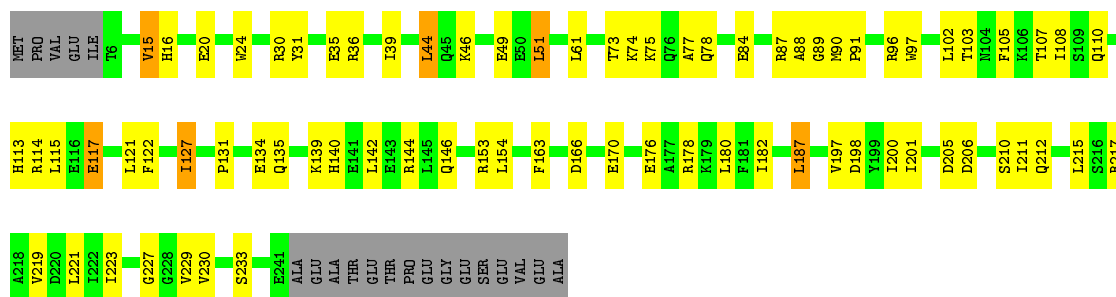 MET PRO VAL GLU ILE T6 V15 H16 E20 W24 R30 Y31 E35 R36 I39 L44 Q45 K46 E49 E50 L51 L61 T73 K74 K75 Q76 A77 Q78 E84 R87 A88 G89 M90 P91 R96 W97 L102 T103 N104 F105 K106 T107 I108 S109 Q110
H113 R114 L115 E116 E117 L121 F122 I127 P131 E134 Q135 K139 H140 E141 L142 E143 R144 L145 Q146 R153 L154 F163 D166 E170 E176 A177 R178 K179 L180 F181 I182 L187 V197 D198 Y199 I200 I201 D205 D206 S210 I211 Q212 L215 S216 R217
A218 V219 D220 L221 I222 I223 G227 G228 V229 V230 S233 E241 ALA GLU ALA THR GLU THR PRO GLU GLY GLU SER GLU VAL GLU ALA